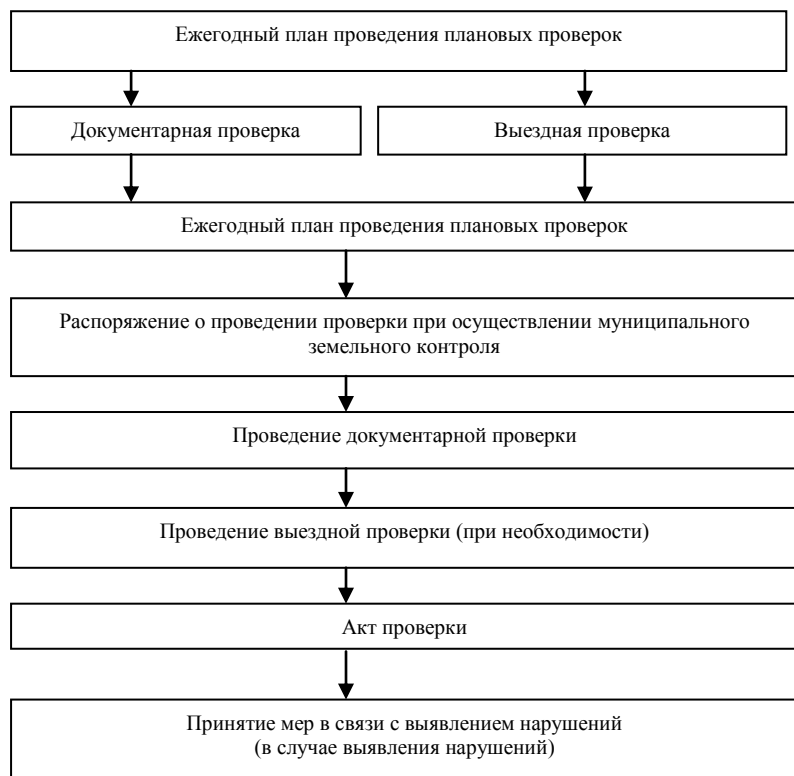 Ежегодный план проведения плановых проверок
Документарная проверка
Выездная проверка
Ежегодный план проведения плановых проверок
Распоряжение о проведении проверки при осуществлении муниципального
земельного контроля
Проведение документарной проверки
Проведение выездной проверки (при необходимости)
Акт проверки
Принятие мер в связи с выявлением нарушений
(в случае выявления нарушений)